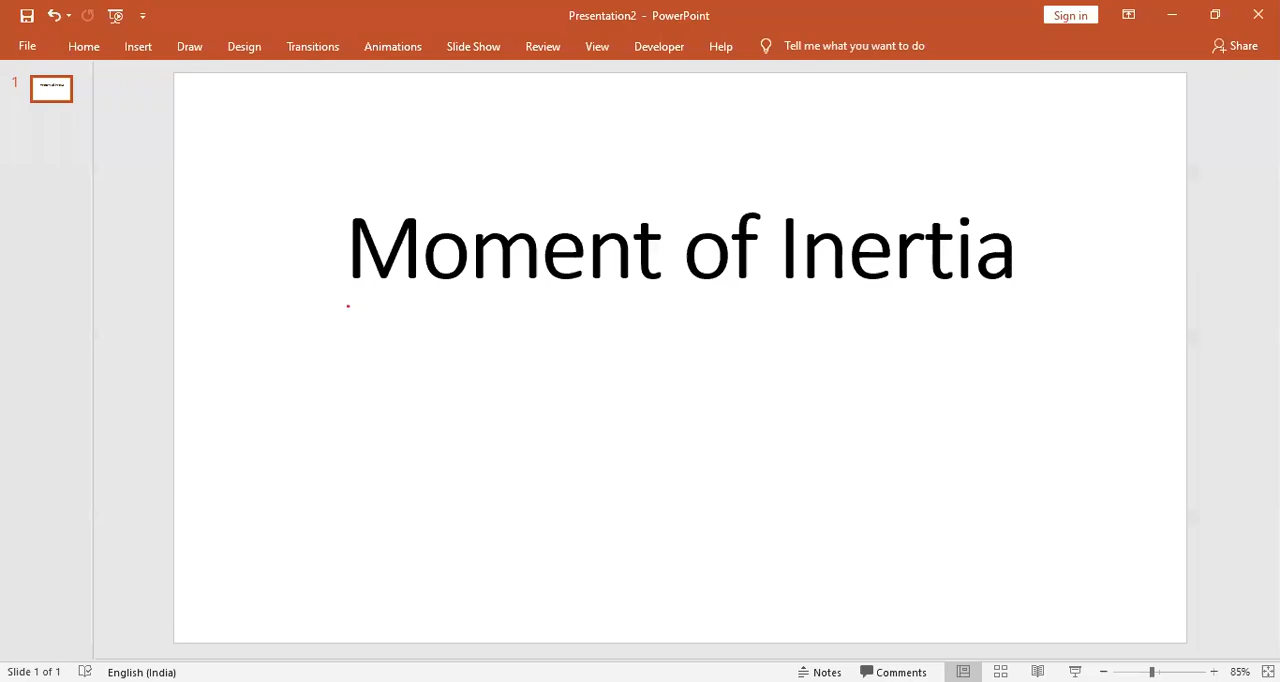 Presentation2 - PowerPoint
Sign in
File Home Insert Draw Design Transitions Animations Slide Show Review View Developer Help Tell me what you want to do Share
1
Moment of Inertia
Slide 1 of 1 English (India) Notes Comments 85%